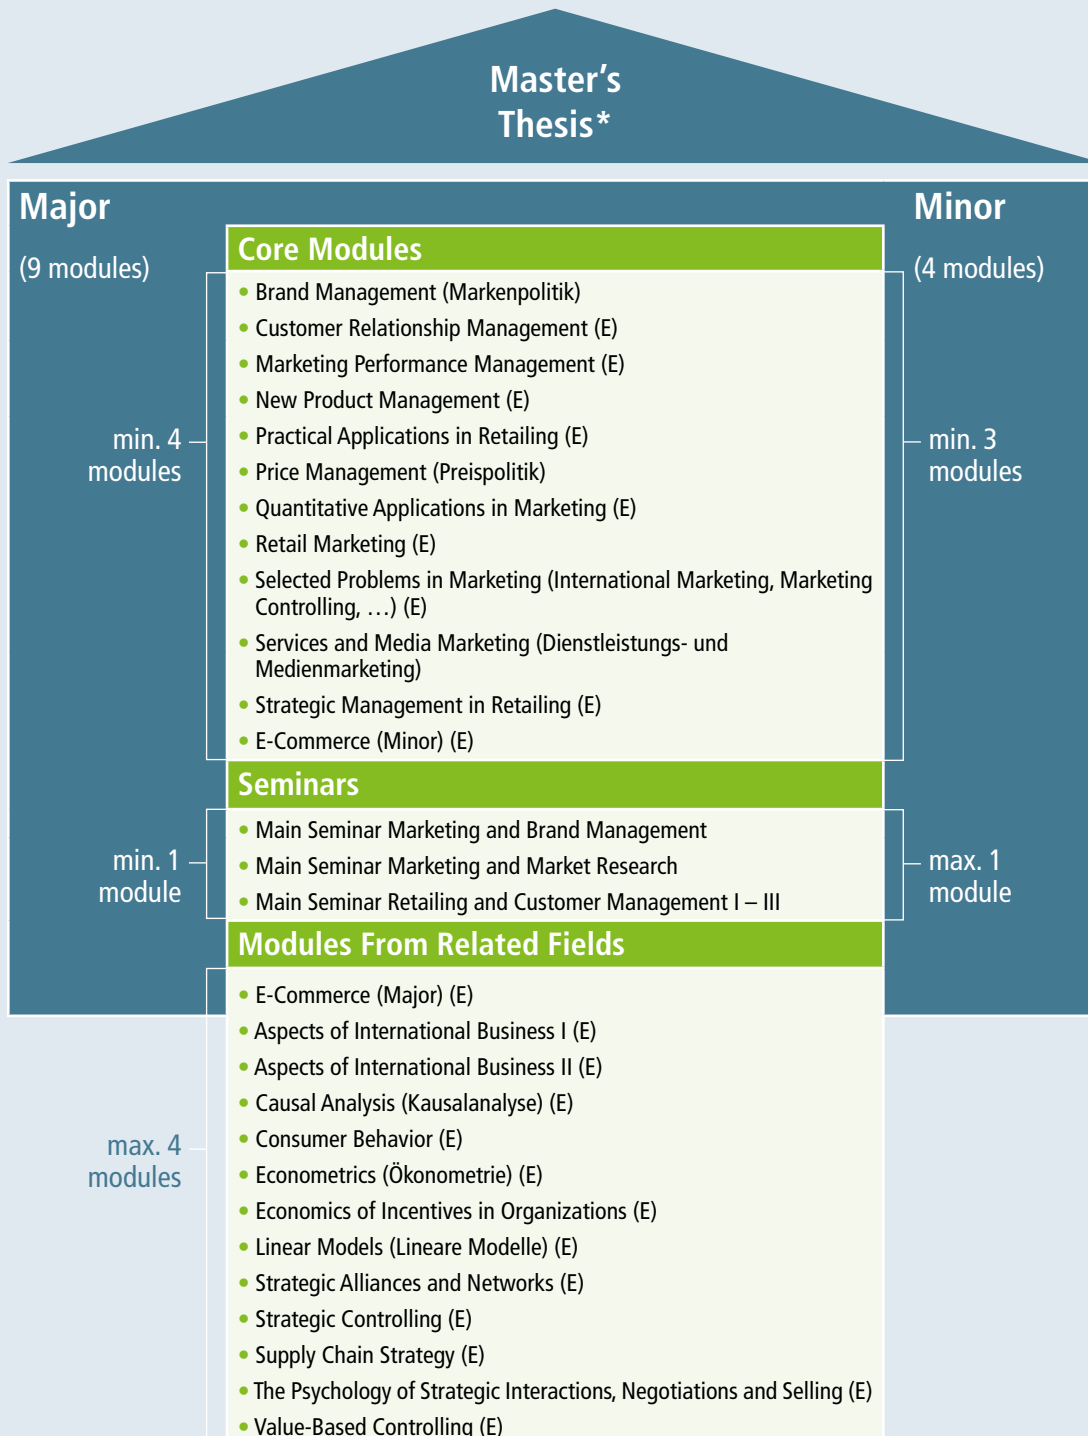 Master's
Thesis*
Major
Minor
(9 modules)
(4 modules)
Core Modules
• Brand Management (Markenpolitik)
• Customer Relationship Management (E)
• Marketing Performance Management (E)
• New Product Management (E)
• Practical Applications in Retailing (E)
• Price Management (Preispolitik)
• Quantitative Applications in Marketing (E)
• Retail Marketing (E)
• Selected Problems in Marketing (International Marketing, Marketing
Controlling, …) (E)
• Services and Media Marketing (Dienstleistungs- und
Medienmarketing)
• Strategic Management in Retailing (E)
• E-Commerce (Minor) (E)
min. 4
modules
min. 3
modules
Seminars
• Main Seminar Marketing and Brand Management
• Main Seminar Marketing and Market Research
• Main Seminar Retailing and Customer Management I – III
min. 1
module
max. 1
module
Modules From Related Fields
• E-Commerce (Major) (E)
• Aspects of International Business I (E)
• Aspects of International Business II (E)
• Causal Analysis (Kausalanalyse) (E)
• Consumer Behavior (E)
• Econometrics (Ökonometrie) (E)
• Economics of Incentives in Organizations (E)
• Linear Models (Lineare Modelle) (E)
• Strategic Alliances and Networks (E)
• Strategic Controlling (E)
• Supply Chain Strategy (E)
• The Psychology of Strategic Interactions, Negotiations and Selling (E)
• Value-Based Controlling (E)
max. 4
modules